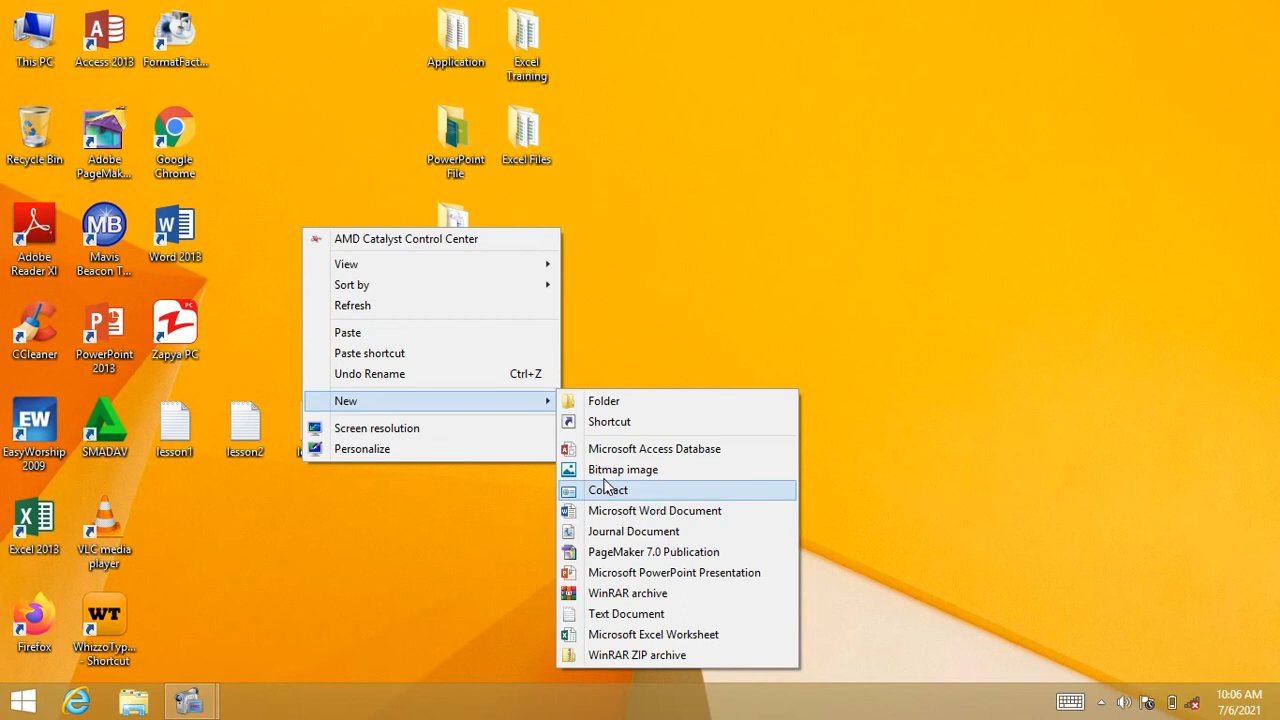 This PC
Access 2013
FormatFact...
Application
Excel
Training
Recycle Bin
Adobe
PageMak...
Google
Chrome
PowerPoint
File
Excel Files
Adobe
Reader XI
MB
Mavis
Beacon T...
Word 2013
CCleaner
PowerPoint
2013
PC
Zapya PC
EW
EasyWorship
2009
SMADAV
lesson1
lesson2
Excel 2013
VLC media
player
Firefox
WT
WhizzoTyp...
- Shortcut
AMD Catalyst Control Center
View
Sort by
Refresh
Paste
Paste shortcut
Undo Rename Ctrl+Z
New
Screen resolution
Personalize
Folder
Shortcut
Microsoft Access Database
Bitmap image
Contact
Microsoft Word Document
Journal Document
PageMaker 7.0 Publication
Microsoft PowerPoint Presentation
WinRAR archive
Text Document
Microsoft Excel Worksheet
WinRAR ZIP archive
10:06 AM
7/6/2021